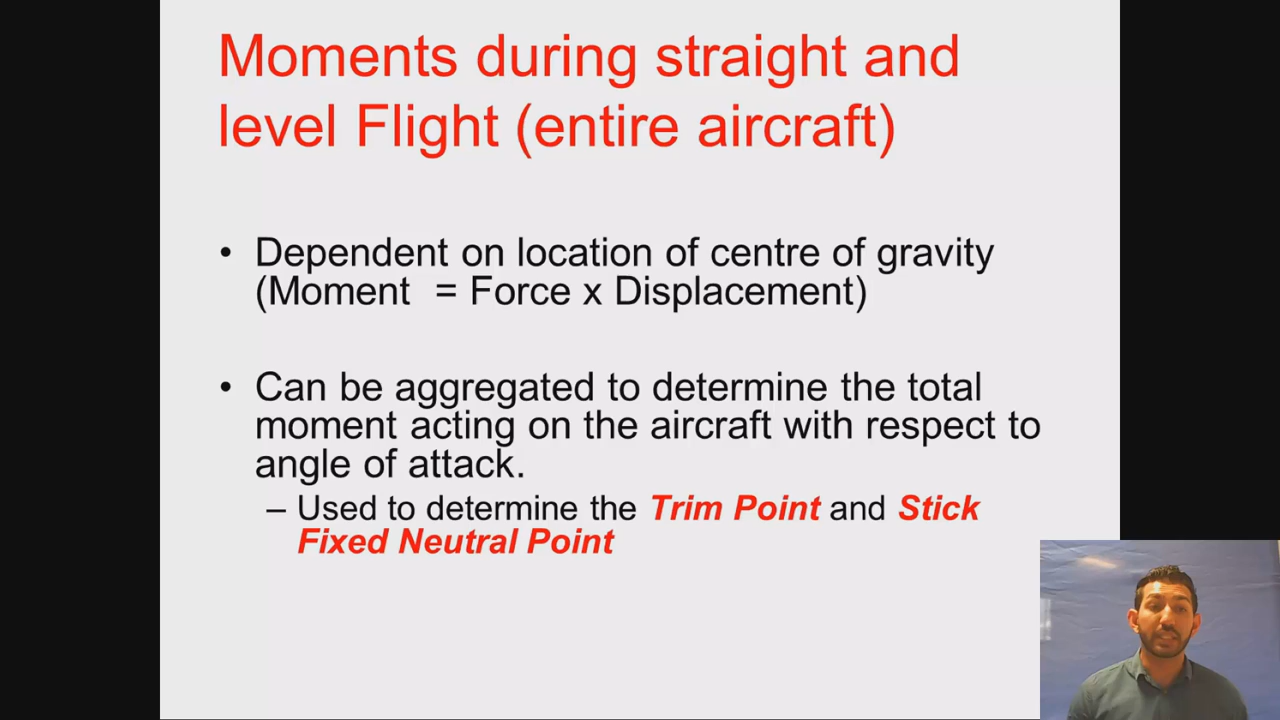 Moments during straight and
level Flight (entire aircraft)
• Dependent on location of centre of gravity
(Moment = Force x Displacement)
• Can be aggregated to determine the total
moment acting on the aircraft with respect to
angle of attack.
– Used to determine the Trim Point and Stick
Fixed Neutral Point